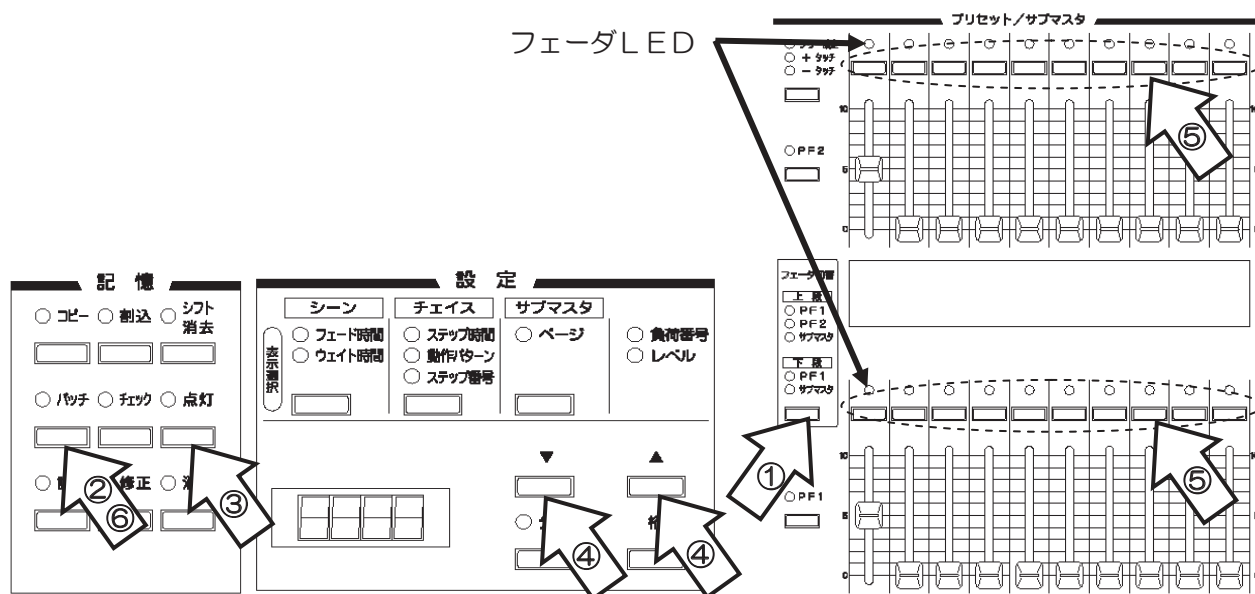 プリセット／サブマスタ
フェーダＬＥＤ
＋タッチ
－タッチ
10
ＰＦ２
5
0
⑤
記憶
コピー 割込 シフト
消去
パッチ チェック 点灯
修正
②
⑥
③
設定
シーン チェイス サブマスタ
表示選択
フェード時間
ウェイト時間
ステップ時間
動作パターン
ステップ番号
ページ
負荷番号
レベル
▼ ▲
④
④
上段
ＰＦ１
ＰＦ２
サブマスタ
下段
ＰＦ１
サブマスタ
①
ＰＦ１
10
5
0
⑤